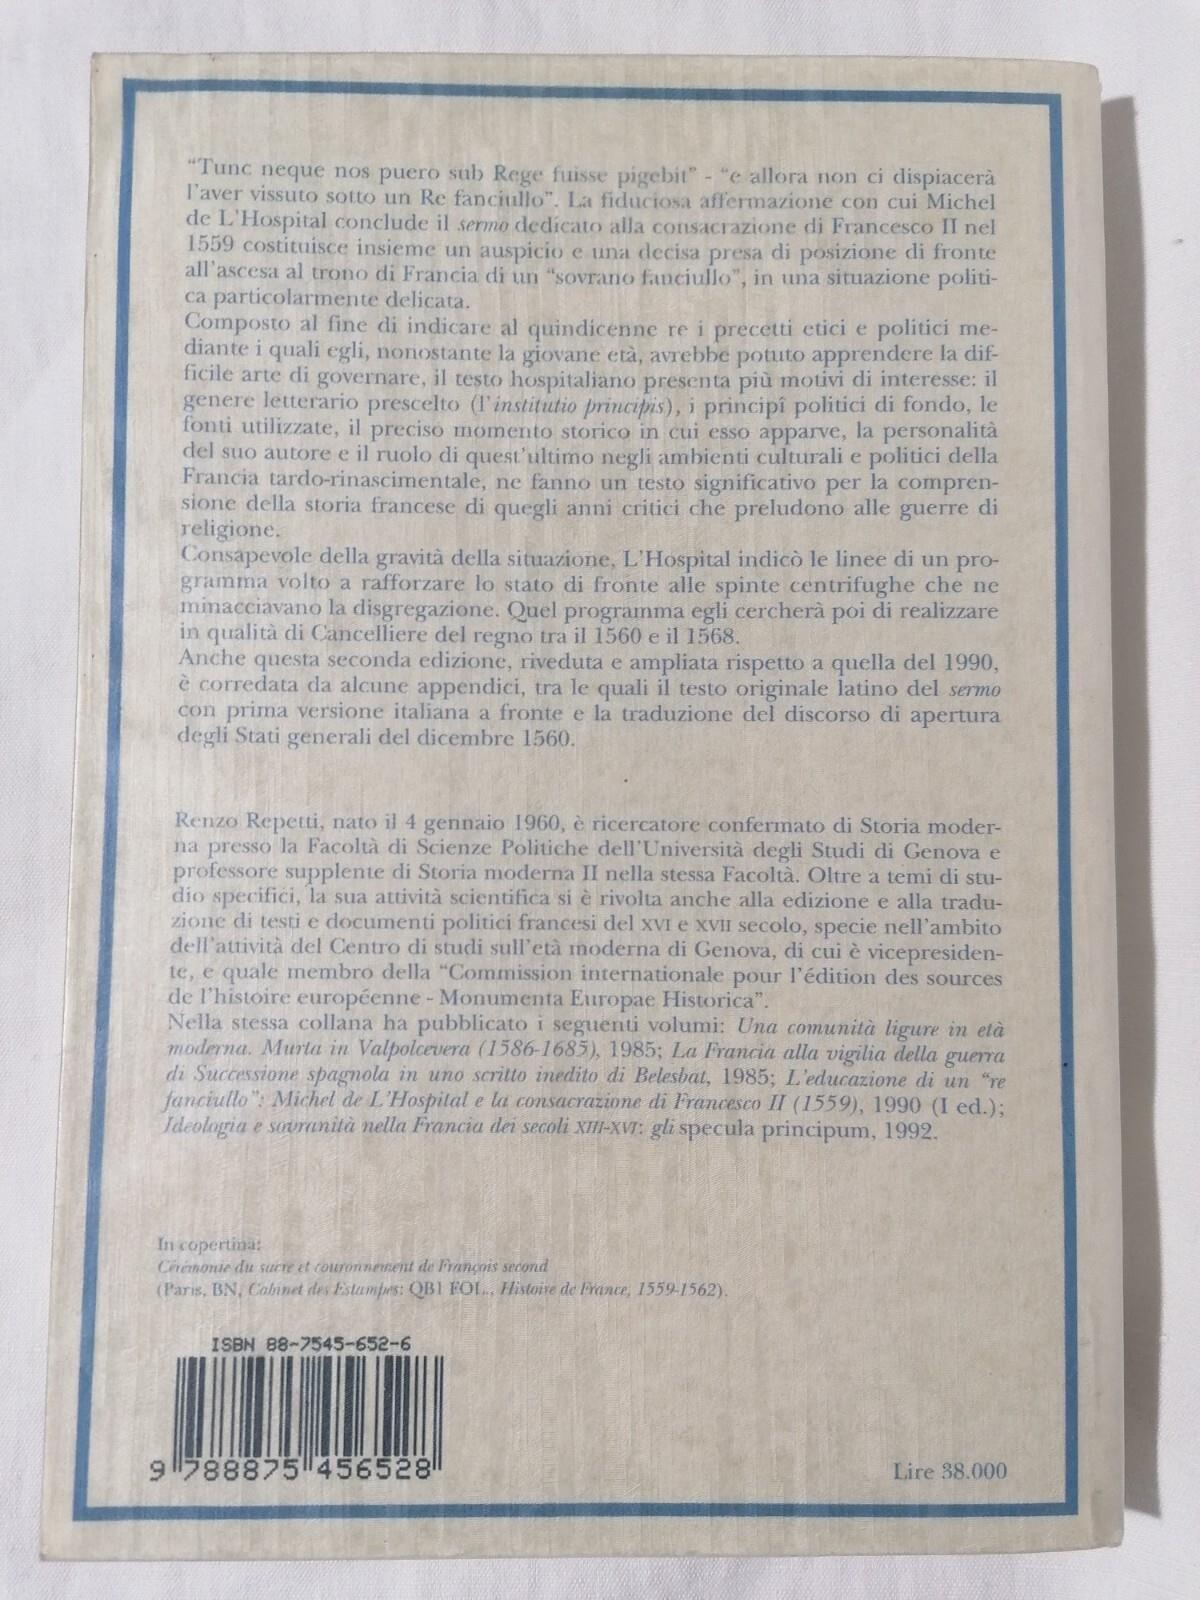 “Tunc neque nos puero sub Rege fuisse pigebit” - “e allora non ci dispiacerà
l’aver vissuto sotto un Re fanciullo”. La fiduciosa affermazione con cui Michel
de L’Hospital conclude il sermo dedicato alla consacrazione di Francesco II nel
1559 costituisce insieme un auspicio e una decisa presa di posizione di fronte
all’ascesa al trono di Francia di un “sovrano fanciullo”, in una situazione politi-
ca particolarmente delicata.
Composto al fine di indicare al quindicenne re i precetti etici e politici me-
diante i quali egli, nonostante la giovane età, avrebbe potuto apprendere la dif-
ficile arte di governare, il testo hospitaliano presenta più motivi di interesse: il
genere letterario prescelto (l’institutio principis), i principî politici di fondo, le
fonti utilizzate, il preciso momento storico in cui esso apparve, la personalità
del suo autore e il ruolo di quest’ultimo negli ambienti culturali e politici della
Francia tardo-rinascimentale, ne fanno un testo significativo per la compren-
sione della storia francese di quegli anni critici che preludono alle guerre di
religione.
Consapevole della gravità della situazione, L’Hospital indicò le linee di un pro-
gramma volto a rafforzare lo stato di fronte alle spinte centrifughe che ne
minacciavano la disgregazione. Quel programma egli cercherà poi di realizzare
in qualità di Cancelliere del regno tra il 1560 e il 1568.
Anche questa seconda edizione, riveduta e ampliata rispetto a quella del 1990,
è corredata da alcune appendici, tra le quali il testo originale latino del sermo
con prima versione italiana a fronte e la traduzione del discorso di apertura
degli Stati generali del dicembre 1560.
Renzo Repetti, nato il 4 gennaio 1960, è ricercatore confermato di Storia moder-
na presso la Facoltà di Scienze Politiche dell’Università degli Studi di Genova e
professore supplente di Storia moderna II nella stessa Facoltà. Oltre a temi di stu-
dio specifici, la sua attività scientifica si è rivolta anche alla edizione e alla tradu-
zione di testi e documenti politici francesi del XVI e XVII secolo, specie nell’ambito
dell’attività del Centro di studi sull’età moderna di Genova, di cui è vicepresiden-
te, e quale membro della “Commission internationale pour l’édition des sources
de l’histoire européenne - Monumenta Europae Historica”.
Nella stessa collana ha pubblicato i seguenti volumi: Una comunità ligure in età
moderna. Murta in Valpolcevera (1586-1685), 1985; La Francia alla vigilia della guerra
di Successione spagnola in uno scritto inedito di Belesbat, 1985; L’educazione di un “re
fanciullo”: Michel de L’Hospital e la consacrazione di Francesco II (1559), 1990 (I ed.);
Ideologia e sovranità nella Francia dei secoli XIII-XVI: gli specula principum, 1992.
In copertina:
Cérémonie du sacre et couronnement de François second
(Paris, BN, Cabinet des Estampes: QB1 FOL., Histoire de France, 1559-1562).
ISBN 88-7545-652-6
9 788875 456528
Lire 38.000